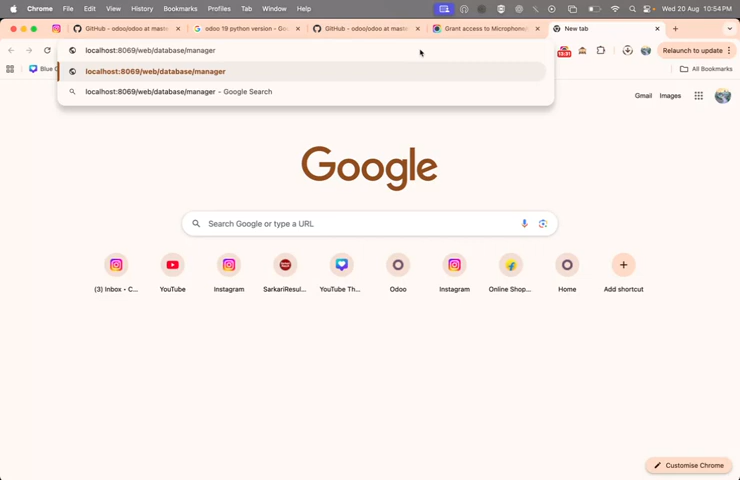 Chrome File Edit View History Bookmarks Profiles Tab Window Help Wed 20 Aug 10:54 PM
GitHub - odoo/odoo at maste odoo 19 python version - Go GitHub - odoo/odoo at maste Grant access to Microphone New tab
localhost:8069/web/database/manager
13:31
Relaunch to update
Blue D
localhost:8069/web/database/manager
All Bookmarks
localhost:8069/web/database/manager - Google Search
Gmail Images
Google
Search Google or type a URL
(3) Inbox • C... YouTube Instagram SarkariResul... YouTube Th... Odoo Instagram Online Shop... Home Add shortcut
Customise Chrome